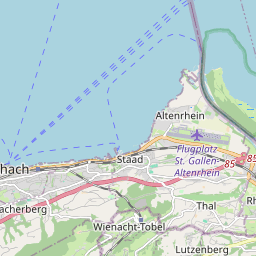 Altenrhein
Flugplatz
St. Gallen-
Altenrhein
85
85
hach
Staad
acherberg
Thal
Rh
Wienacht-Tobel
Lutzenberg